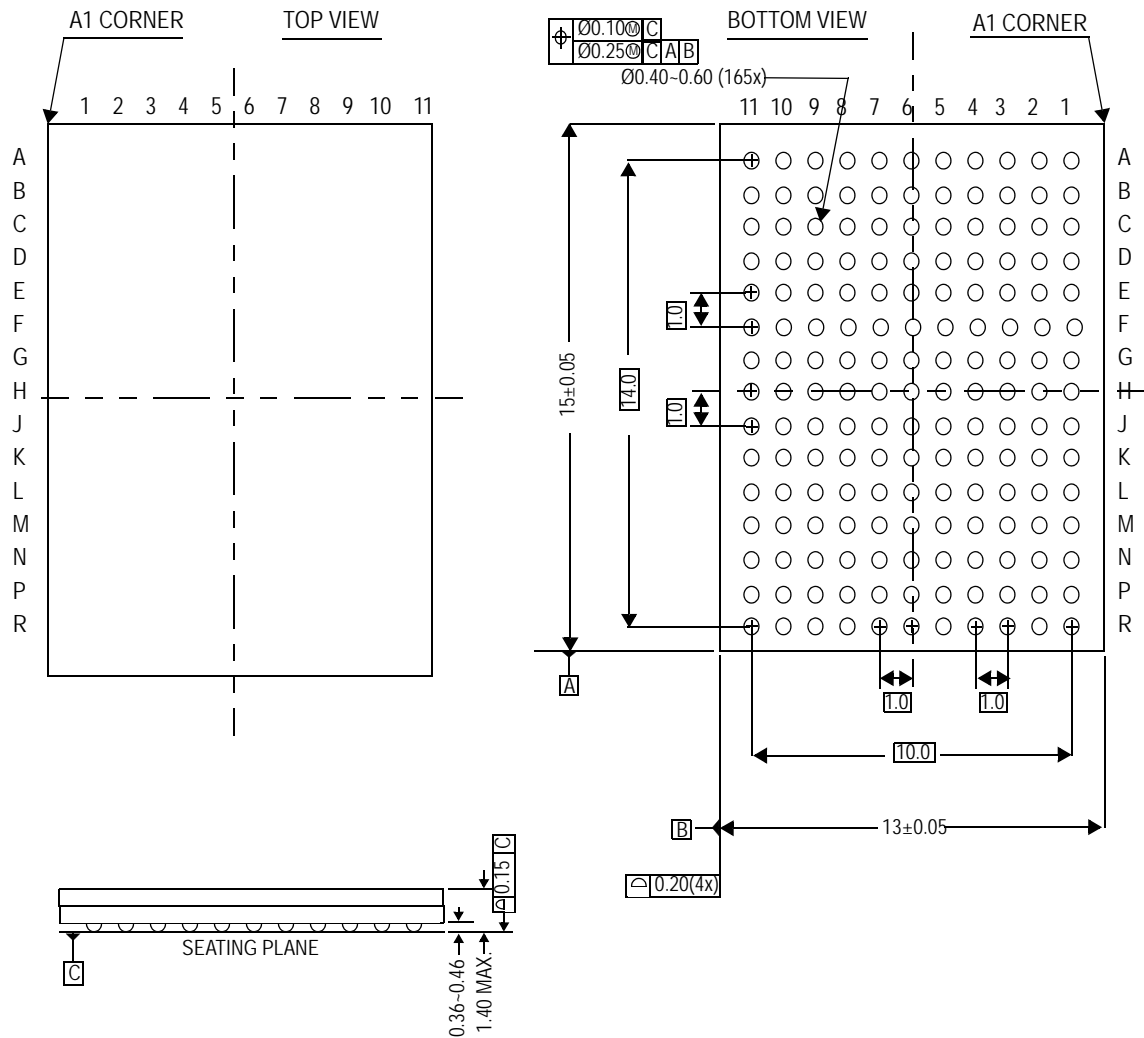 A1 CORNER
TOP VIEW
1 2 3 4 5 6 7 8 9 10 11
A
B
C
D
E
F
G
H
J
K
L
M
N
P
R
Ø0.10Ⓜ C
Ø0.25Ⓜ C A B
Ø0.40~0.60 (165x)
BOTTOM VIEW
A1 CORNER
11 10 9 8 7 6 5 4 3 2 1
A
B
C
D
E
F
G
H
J
K
L
M
N
P
R
15±0.05
14.0
1.0
1.0
A
1.0
1.0
10.0
B
13±0.05
0.20(4x)
0.15 C
SEATING PLANE
C
0.36~0.46
1.40 MAX.